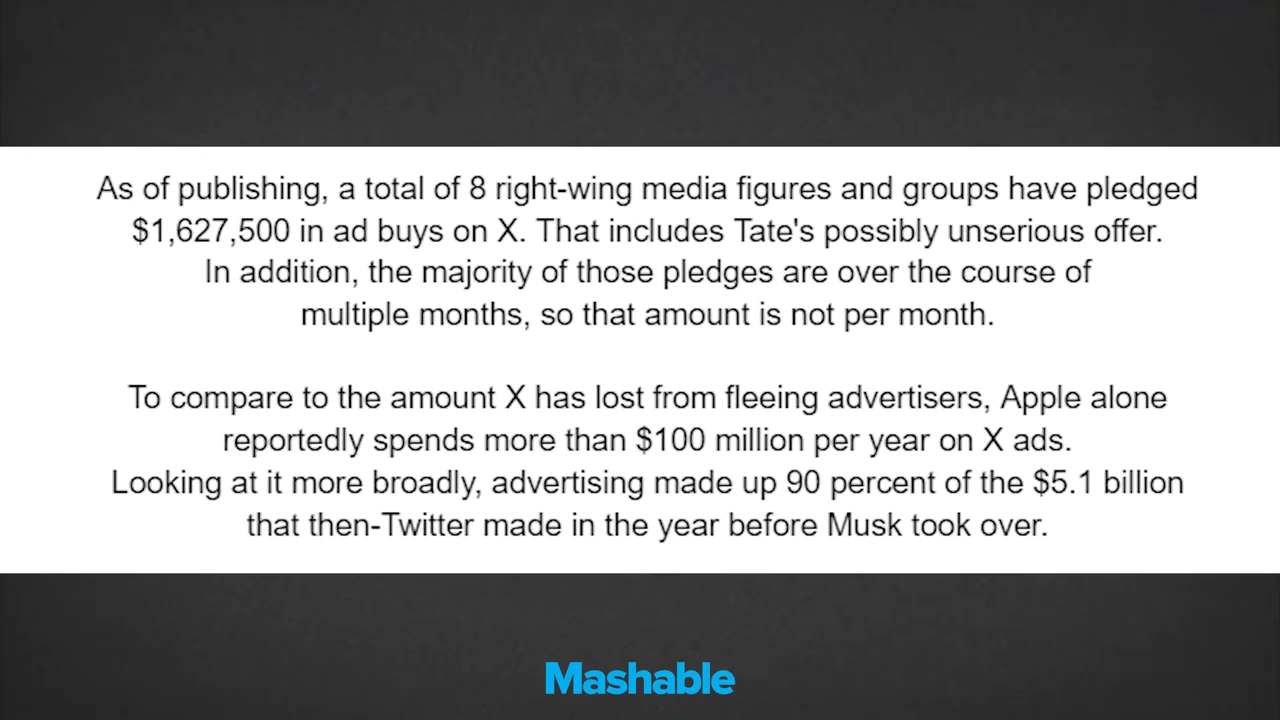 As of publishing, a total of 8 right-wing media figures and groups have pledged
$1,627,500 in ad buys on X. That includes Tate's possibly unserious offer.
In addition, the majority of those pledges are over the course of
multiple months, so that amount is not per month.
To compare to the amount X has lost from fleeing advertisers, Apple alone
reportedly spends more than $100 million per year on X ads.
Looking at it more broadly, advertising made up 90 percent of the $5.1 billion
that then-Twitter made in the year before Musk took over.
Mashable